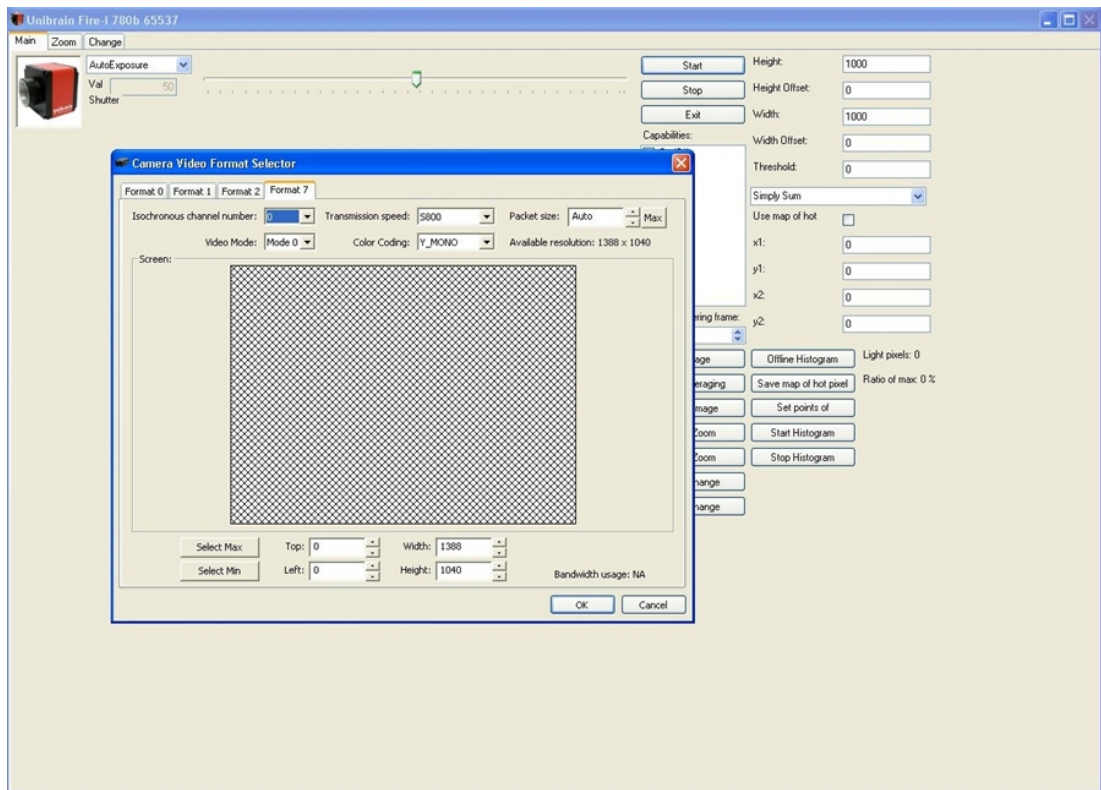 Unibrain Fire-i 780b 65537
Main Zoom Change
AutoExposure
Val 50
Shutter
Start
Stop
Exit
Capabilities:
Height: 1000
Height Offset: 0
Width: 1000
Width Offset: 0
Threshold: 0
Simply Sum
Use map of hot
x1: 0
y1: 0
x2: 0
y2: 0
Camera Video Format Selector
Format 0 Format 1 Format 2 Format 7
Isochronous channel number: 0 Transmission speed: S800 Packet size: Auto Max
Video Mode: Mode 0 Color Coding: Y_MONO Available resolution: 1388 x 1040
Screen:
Select Max Top: 0 Width: 1388
Select Min Left: 0 Height: 1040 Bandwidth usage: NA
OK Cancel
ering frame:
age
eraging
mage
Zoom
Zoom
hange
hange
Offline Histogram Light pixels: 0
Save map of hot pixel Ratio of max: 0 %
Set points of
Start Histogram
Stop Histogram